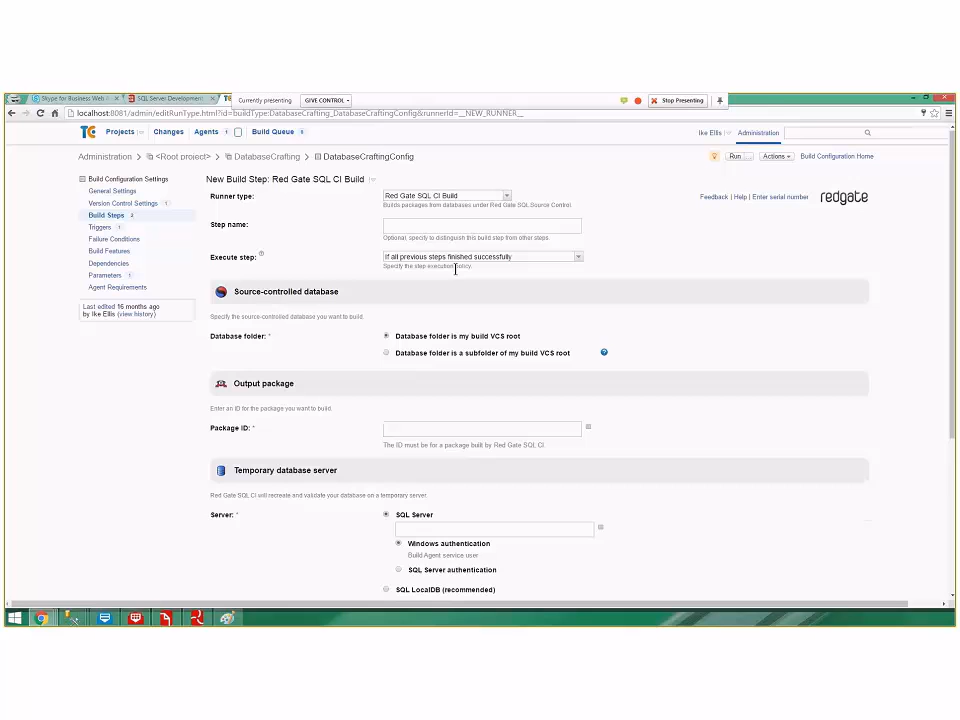 Skype for Business Web
SQL Server Development
TC
Currently presenting
GIVE CONTROL
Stop Presenting
localhost:8081/admin/editRunType.html?id=buildType:DatabaseCrafting_DatabaseCraftingConfig&runnerId=__NEW_RUNNER__
TC Projects Changes Agents 1 Build Queue 0
Ike Ellis Administration
Administration > <Root project> > DatabaseCrafting > DatabaseCraftingConfig
Run ... Actions Build Configuration Home
Build Configuration Settings
General Settings
Version Control Settings 1
Build Steps 2
Triggers 1
Failure Conditions
Build Features
Dependencies
Parameters 1
Agent Requirements
Last edited 16 months ago
by Ike Ellis (view history)
New Build Step: Red Gate SQL CI Build
Runner type: Red Gate SQL CI Build
Builds packages from databases under Red Gate SQL Source Control.
Feedback | Help | Enter serial number redgate
Step name:
Optional, specify to distinguish this build step from other steps.
Execute step: If all previous steps finished successfully
Specify the step execution policy.
Source-controlled database
Specify the source-controlled database you want to build.
Database folder: * Database folder is my build VCS root
Database folder is a subfolder of my build VCS root
Output package
Enter an ID for the package you want to build.
Package ID: *
The ID must be for a package built by Red Gate SQL CI.
Temporary database server
Red Gate SQL CI will recreate and validate your database on a temporary server.
Server: * SQL Server
Windows authentication
Build Agent service user
SQL Server authentication
SQL LocalDB (recommended)